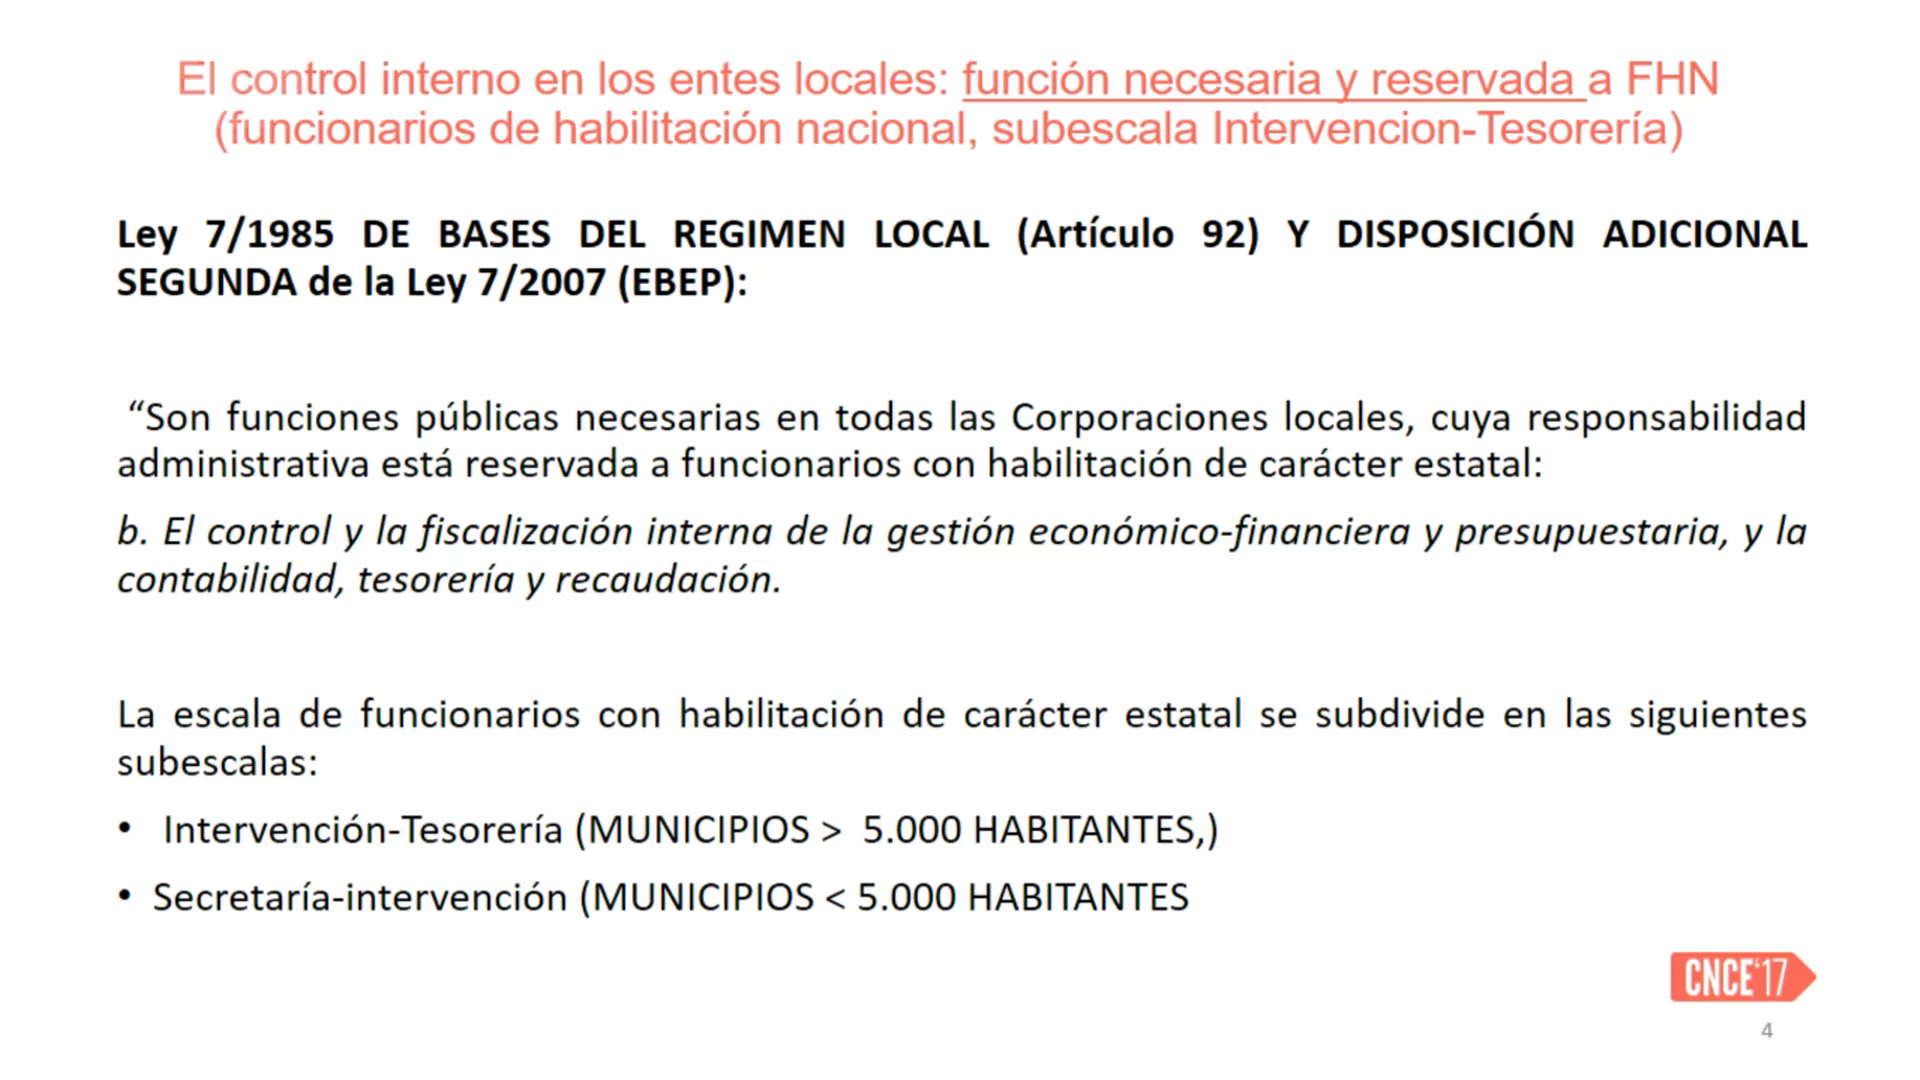 El control interno en los entes locales: función necesaria y reservada a FHN
(funcionarios de habilitación nacional, subescala Intervencion-Tesorería)
Ley 7/1985 DE BASES DEL REGIMEN LOCAL (Artículo 92) Y DISPOSICIÓN ADICIONAL
SEGUNDA de la Ley 7/2007 (EBEP):
“Son funciones públicas necesarias en todas las Corporaciones locales, cuya responsabilidad
administrativa está reservada a funcionarios con habilitación de carácter estatal:
b. El control y la fiscalización interna de la gestión económico-financiera y presupuestaria, y la
contabilidad, tesorería y recaudación.
La escala de funcionarios con habilitación de carácter estatal se subdivide en las siguientes
subescalas:
• Intervención-Tesorería (MUNICIPIOS > 5.000 HABITANTES,)
• Secretaría-intervención (MUNICIPIOS < 5.000 HABITANTES
CNCE'17
4